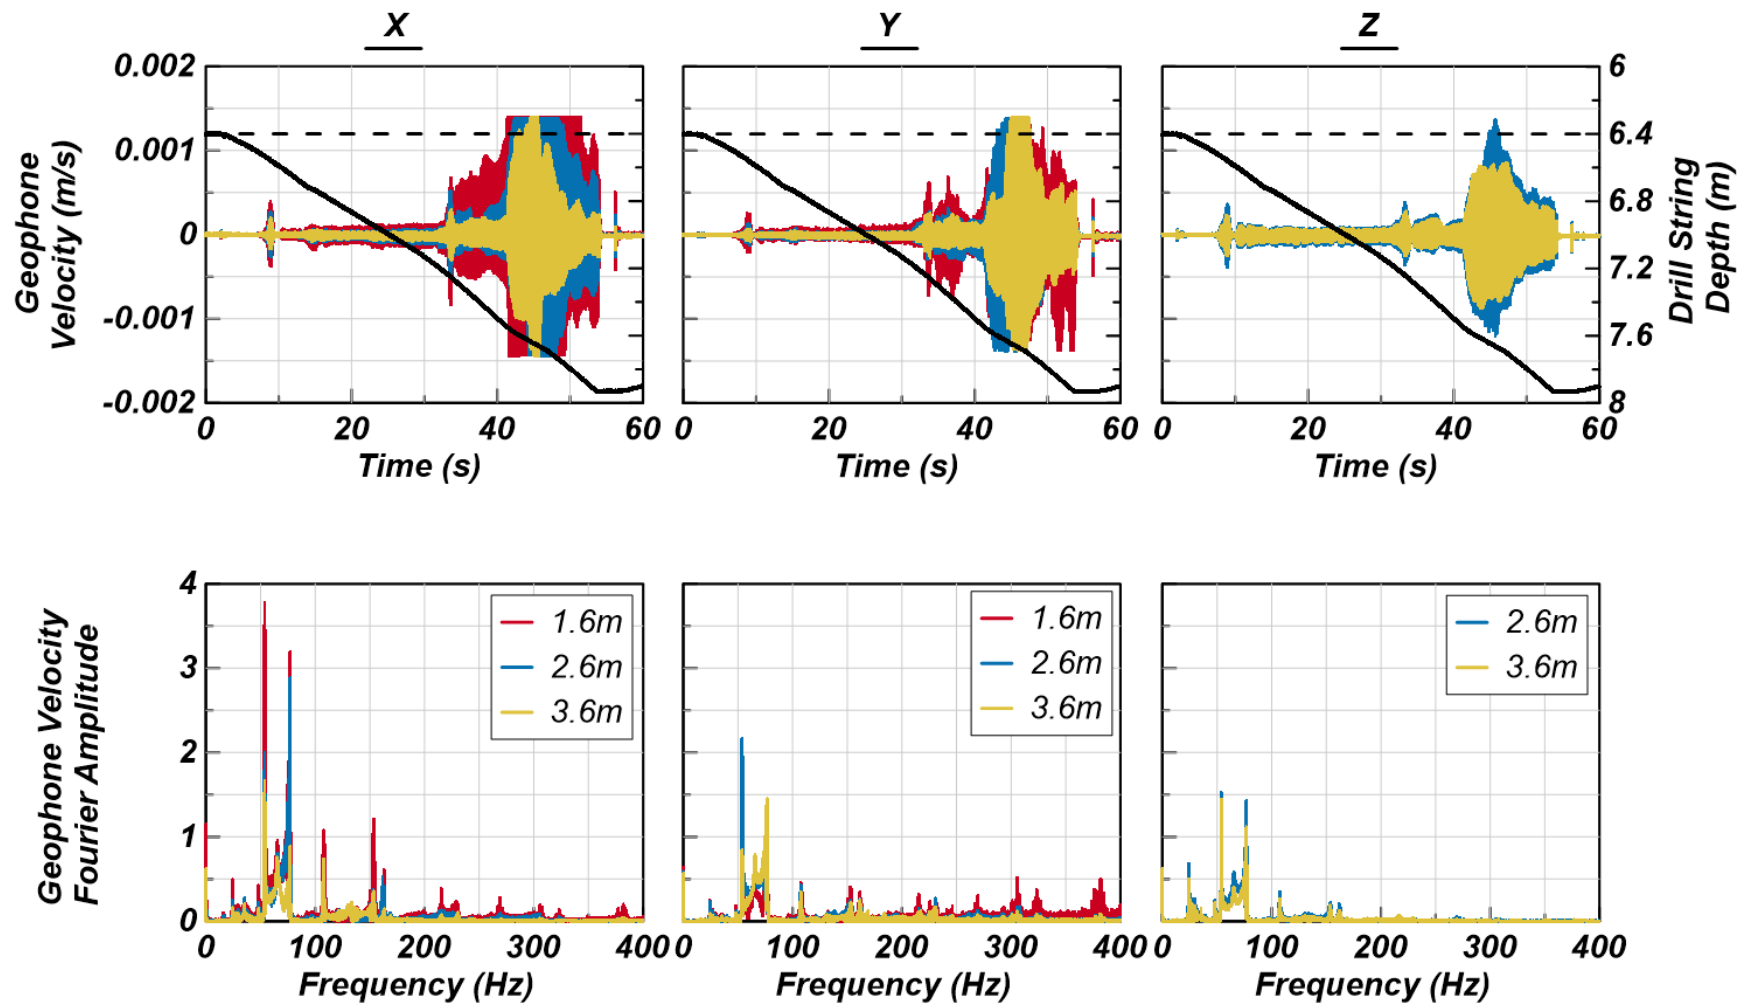 X
Y
Z
0.002
0.001
0
-0.001
-0.002
Geophone
Velocity (m/s)
6
6.4
6.8
7.2
7.6
8
Drill String
Depth (m)
0 20 40 60
0 20 40 60
0 20 40 60
Time (s)
Time (s)
Time (s)
4
3
2
1
0
Geophone Velocity
Fourier Amplitude
1.6m
2.6m
3.6m
1.6m
2.6m
3.6m
2.6m
3.6m
0 100 200 300 400
0 100 200 300 400
0 100 200 300 400
Frequency (Hz)
Frequency (Hz)
Frequency (Hz)